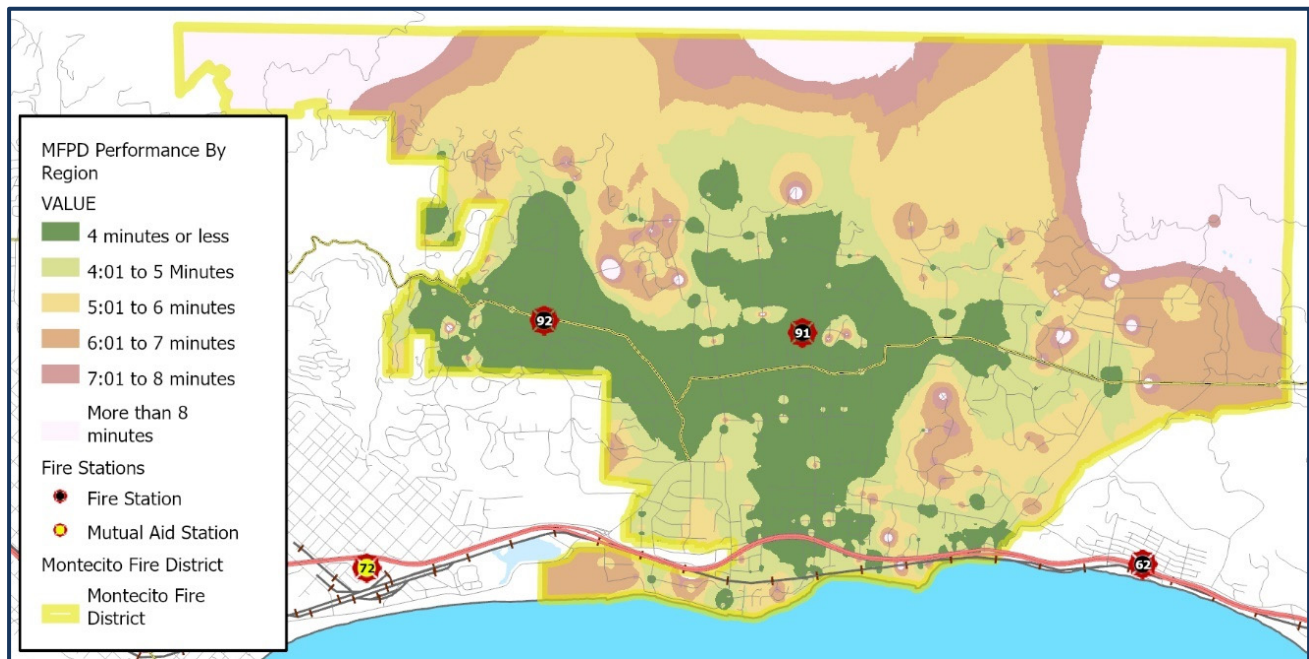 MFPD Performance By
Region
VALUE
4 minutes or less
4:01 to 5 Minutes
5:01 to 6 minutes
6:01 to 7 minutes
7:01 to 8 minutes
More than 8
minutes
Fire Stations
Fire Station
Mutual Aid Station
Montecito Fire District
Montecito Fire
District
92
91
72
62